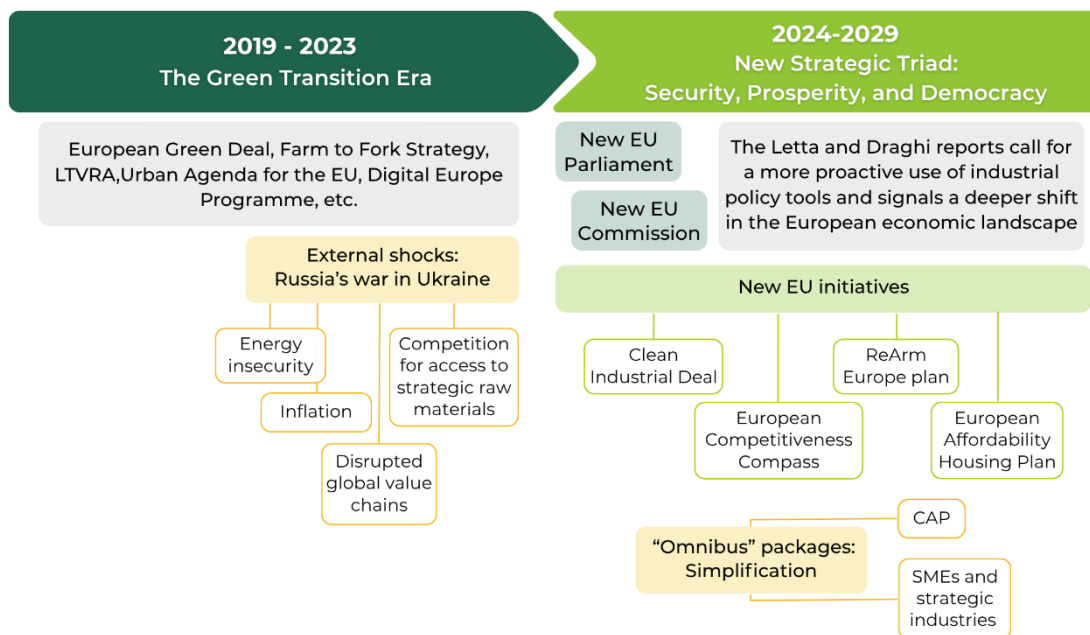 2019 - 2023
The Green Transition Era
European Green Deal, Farm to Fork Strategy,
LTVRA,Urban Agenda for the EU, Digital Europe
Programme, etc.
External shocks:
Russia's war in Ukraine
Energy
insecurity
Inflation
Disrupted
global value
chains
Competition
for access to
strategic raw
materials
2024-2029
New Strategic Triad:
Security, Prosperity, and Democracy
New EU
Parliament
New EU
Commission
The Letta and Draghi reports call for
a more proactive use of industrial
policy tools and signals a deeper shift
in the European economic landscape
New EU initiatives
Clean
Industrial Deal
European
Competitiveness
Compass
ReArm
Europe plan
European
Affordability
Housing Plan
“Omnibus” packages:
Simplification
CAP
SMEs and
strategic
industries